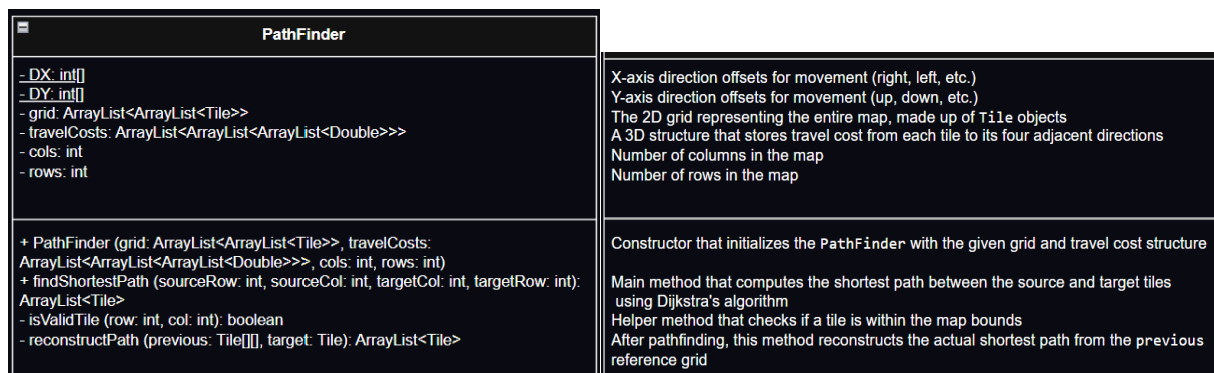 PathFinder
- DX: int[]
- DY: int[]
- grid: ArrayList<ArrayList<Tile>>
- travelCosts: ArrayList<ArrayList<ArrayList<Double>>>
- cols: int
- rows: int
X-axis direction offsets for movement (right, left, etc.)
Y-axis direction offsets for movement (up, down, etc.)
The 2D grid representing the entire map, made up of Tile objects
A 3D structure that stores travel cost from each tile to its four adjacent directions
Number of columns in the map
Number of rows in the map
+ PathFinder (grid: ArrayList<ArrayList<Tile>>, travelCosts:
ArrayList<ArrayList<ArrayList<Double>>>, cols: int, rows: int)
+ findShortestPath (sourceRow: int, sourceCol: int, targetCol: int, targetRow: int):
ArrayList<Tile>
- isValidTile (row: int, col: int): boolean
- reconstructPath (previous: Tile[][], target: Tile): ArrayList<Tile>
Constructor that initializes the PathFinder with the given grid and travel cost structure
Main method that computes the shortest path between the source and target tiles
using Dijkstra's algorithm
Helper method that checks if a tile is within the map bounds
After pathfinding, this method reconstructs the actual shortest path from the previous
reference grid